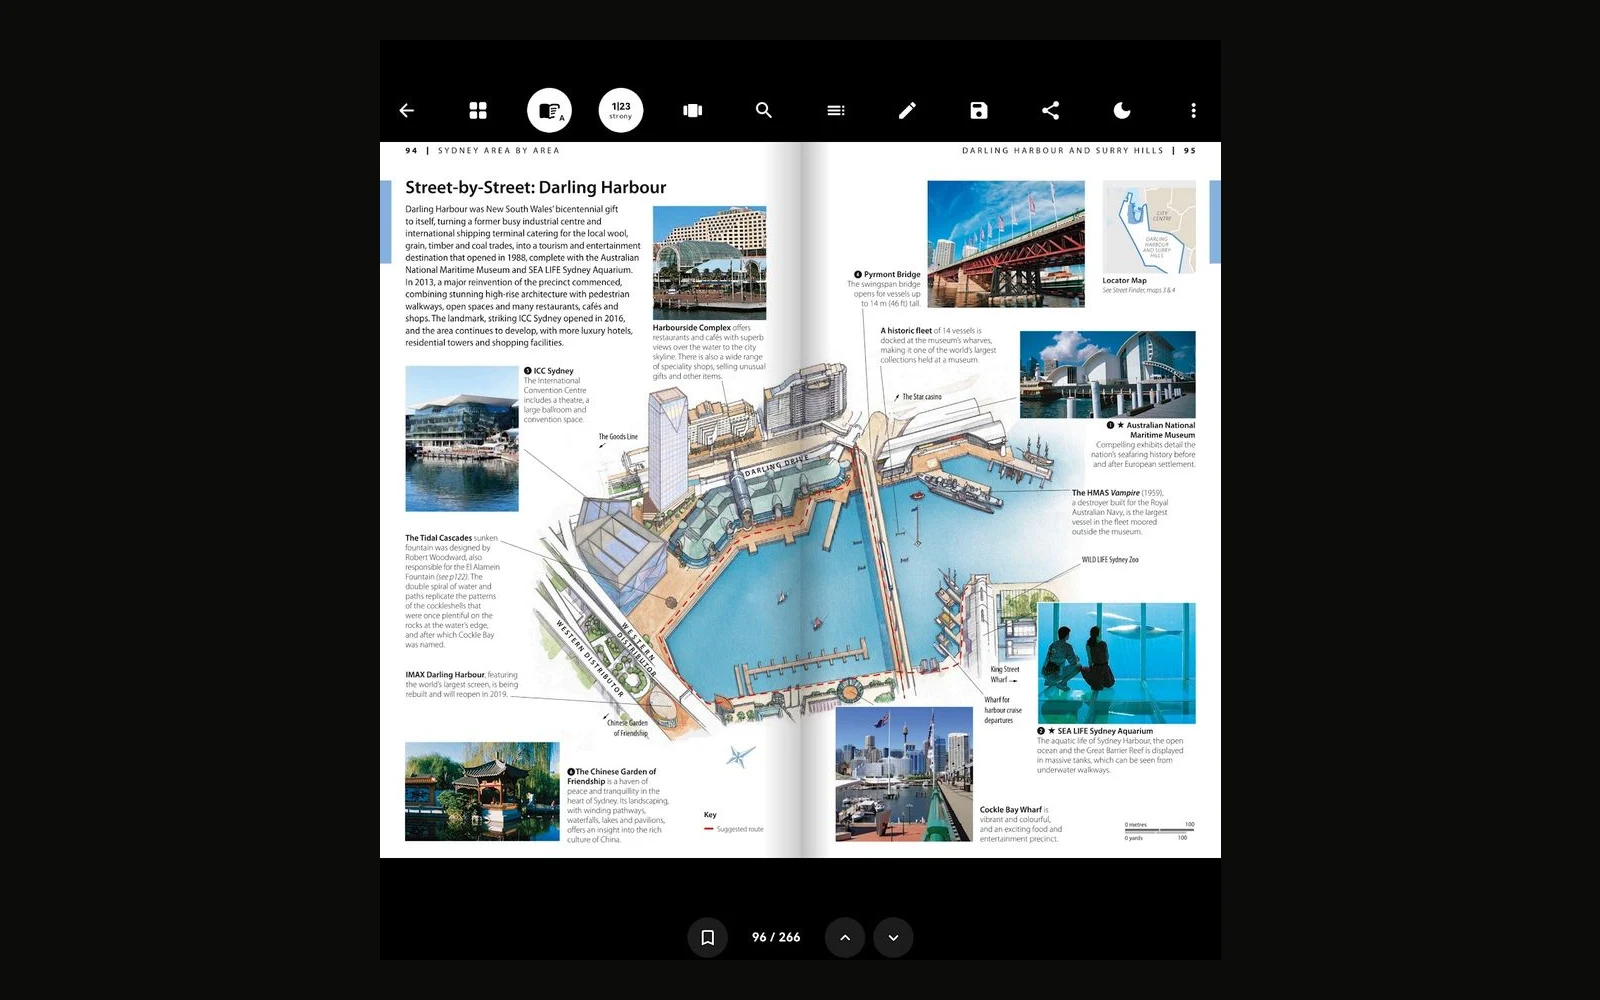 A
1|23
strony
94 | SYDNEY AREA BY AREA
DARLING HARBOUR AND SURRY HILLS | 95
Street-by-Street: Darling Harbour
Darling Harbour was New South Wales' bicentennial gift
to itself, turning a former busy industrial centre and
international shipping terminal catering for the local wool,
grain, timber and coal trades, into a tourism and entertainment
destination that opened in 1988, complete with the Australian
National Maritime Museum and SEA LIFE Sydney Aquarium.
In 2013, a major reinvention of the precinct commenced,
combining stunning high-rise architecture with pedestrian
walkways, open spaces and many restaurants, cafés and
shops. The landmark, striking ICC Sydney opened in 2016,
and the area continues to develop, with more luxury hotels,
residential towers and shopping facilities.
Harbourside Complex offers
restaurants and cafés with superb
views over the water to the city
skyline. There is also a wide range
of speciality shops, selling unusual
gifts and other items.
5 ICC Sydney
The International
Convention Centre
includes a theatre, a
large ballroom and
convention space.
The Goods Line
The Tidal Cascades sunken
fountain was designed by
Robert Woodward, also
responsible for the El Alamein
Fountain (see p122). The
double spiral of water and
paths replicate the patterns
of the cockleshells that
were once plentiful on the
rocks at the water's edge,
and after which Cockle Bay
was named.
IMAX Darling Harbour, featuring
the world's largest screen, is being
rebuilt and will reopen in 2019.
DARLING DRIVE
WESTERN DISTRIBUTOR
WESTERN
DISTRIBUTOR
Chinese Garden
of Friendship
6 The Chinese Garden of
Friendship is a haven of
peace and tranquillity in the
heart of Sydney. Its landscaping,
with winding pathways,
waterfalls, lakes and pavilions,
offers an insight into the rich
culture of China.
Key
Suggested route
4 Pyrmont Bridge
The swingspan bridge
opens for vessels up
to 14 m (46 ft) tall.
CITY
CENTRE
DARLING
HARBOUR
AND SURRY
HILLS
Locator Map
See Street Finder, maps 3 & 4
A historic fleet of 14 vessels is
docked at the museum's wharves,
making it one of the world's largest
collections held at a museum.
The Star casino
1 ★ Australian National
Maritime Museum
Compelling exhibits detail the
nation's seafaring history before
and after European settlement.
The HMAS Vampire (1959),
a destroyer built for the Royal
Australian Navy, is the largest
vessel in the fleet moored
outside the museum.
WILD LIFE Sydney Zoo
King Street
Wharf
Wharf for
harbour cruise
departures
2 ★ SEA LIFE Sydney Aquarium
The aquatic life of Sydney Harbour, the open
ocean and the Great Barrier Reef is displayed
in massive tanks, which can be seen from
underwater walkways.
Cockle Bay Wharf is
vibrant and colourful,
and an exciting food and
entertainment precinct.
0 metres 100
0 yards 100
96 / 266